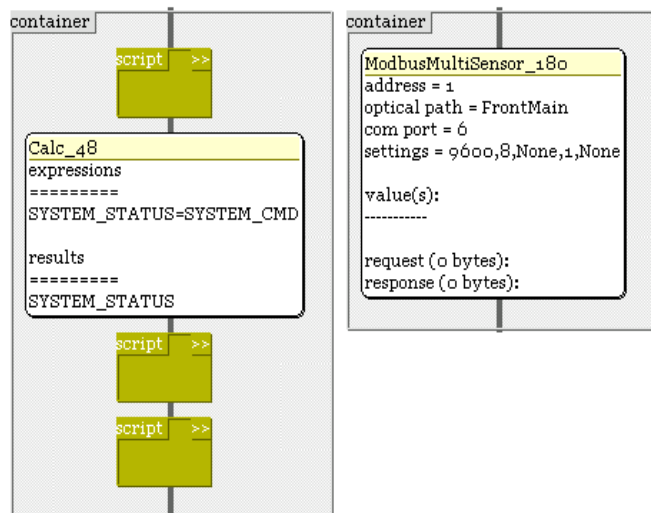 container
script >>
Calc_48
expressions
=========
SYSTEM_STATUS=SYSTEM_CMD
results
=========
SYSTEM_STATUS
script >>
script >>
container
ModbusMultiSensor_180
address = 1
optical path = FrontMain
com port = 6
settings = 9600,8,None,1,None
value(s):
-----------
request (0 bytes):
response (0 bytes):